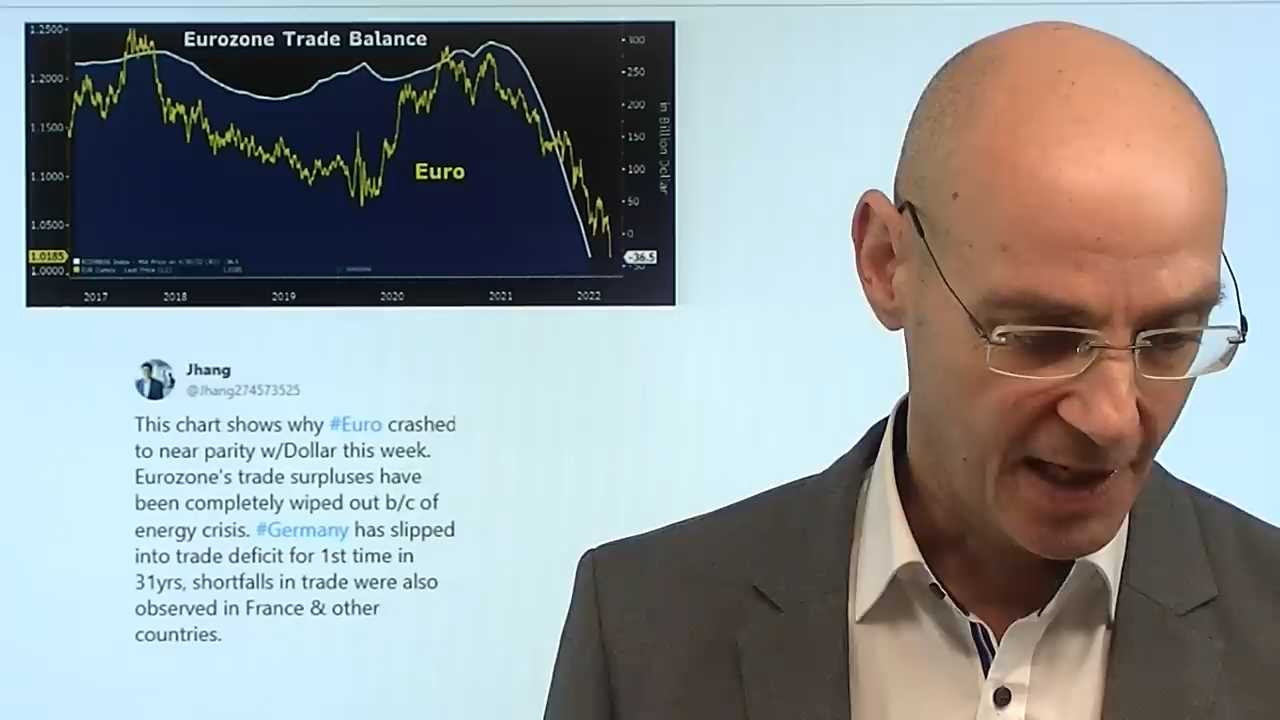 Eurozone Trade Balance
1.2500
1.2000
1.1500
1.1000
1.0500
1.0185
1.0000
300
250
200
150
100
50
0
-36.5
in Billion Dollar
Euro
2017 2018 2019 2020 2021 2022
Jhang
@Jhang274573525
This chart shows why #Euro crashed
to near parity w/Dollar this week.
Eurozone's trade surpluses have
been completely wiped out b/c of
energy crisis. #Germany has slipped
into trade deficit for 1st time in
31yrs, shortfalls in trade were also
observed in France & other
countries.